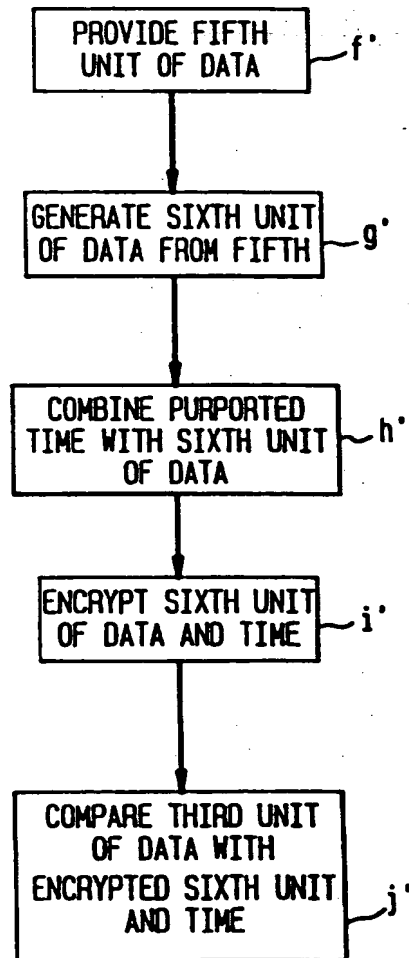 PROVIDE FIFTH
UNIT OF DATA
f'
GENERATE SIXTH UNIT
OF DATA FROM FIFTH
g'
COMBINE PURPORTED
TIME WITH SIXTH UNIT
OF DATA
h'
ENCRYPT SIXTH UNIT
OF DATA AND TIME
i'
COMPARE THIRD UNIT
OF DATA WITH
ENCRYPTED SIXTH UNIT
AND TIME
j'